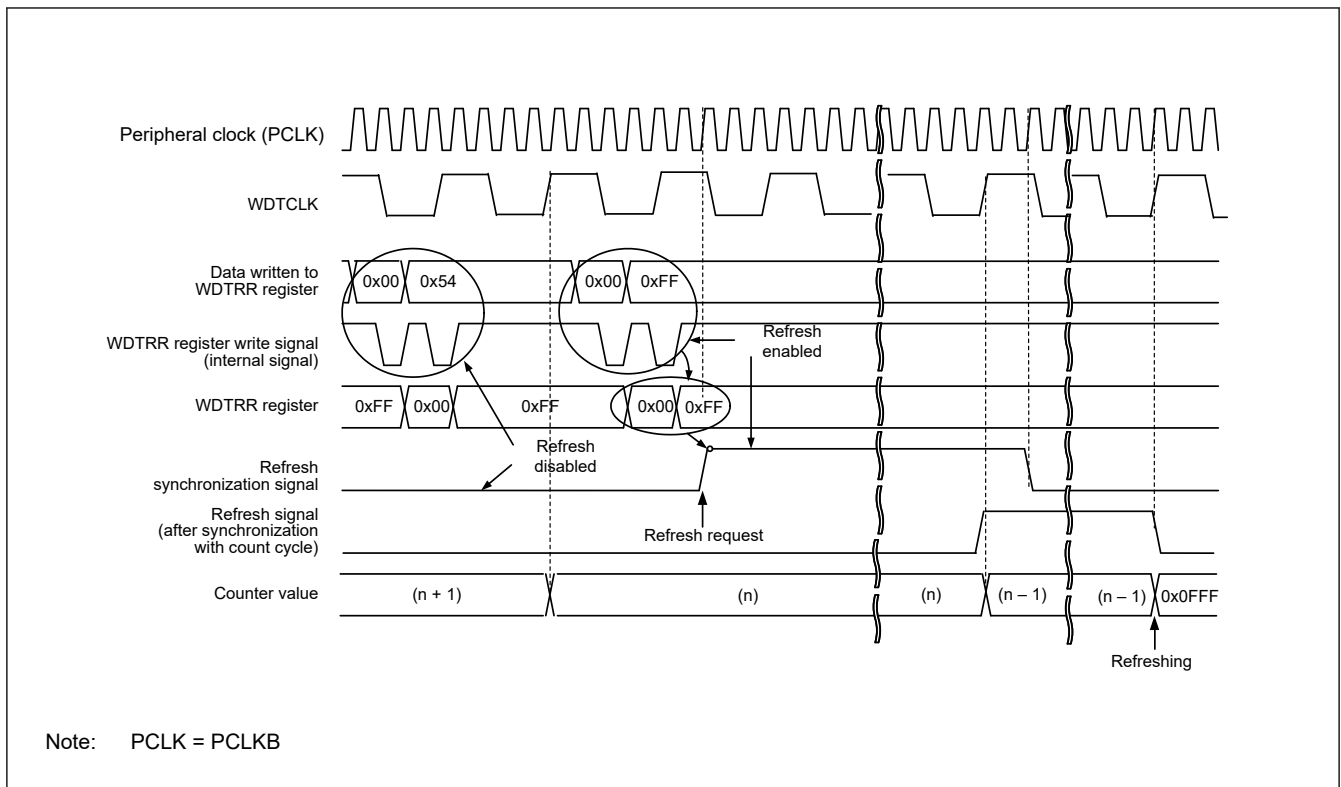 Peripheral clock (PCLK)
WDTCLK
Data written to
WDTRR register
0x00 0x54 0x00 0xFF
WDTRR register write signal
(internal signal)
Refresh
enabled
WDTRR register
0xFF 0x00 0xFF 0x00 0xFF
Refresh
disabled
Refresh
synchronization signal
Refresh request
Refresh signal
(after synchronization
with count cycle)
Counter value
(n + 1) (n) (n) (n – 1) (n – 1) 0x0FFF
Refreshing
Note: PCLK = PCLKB